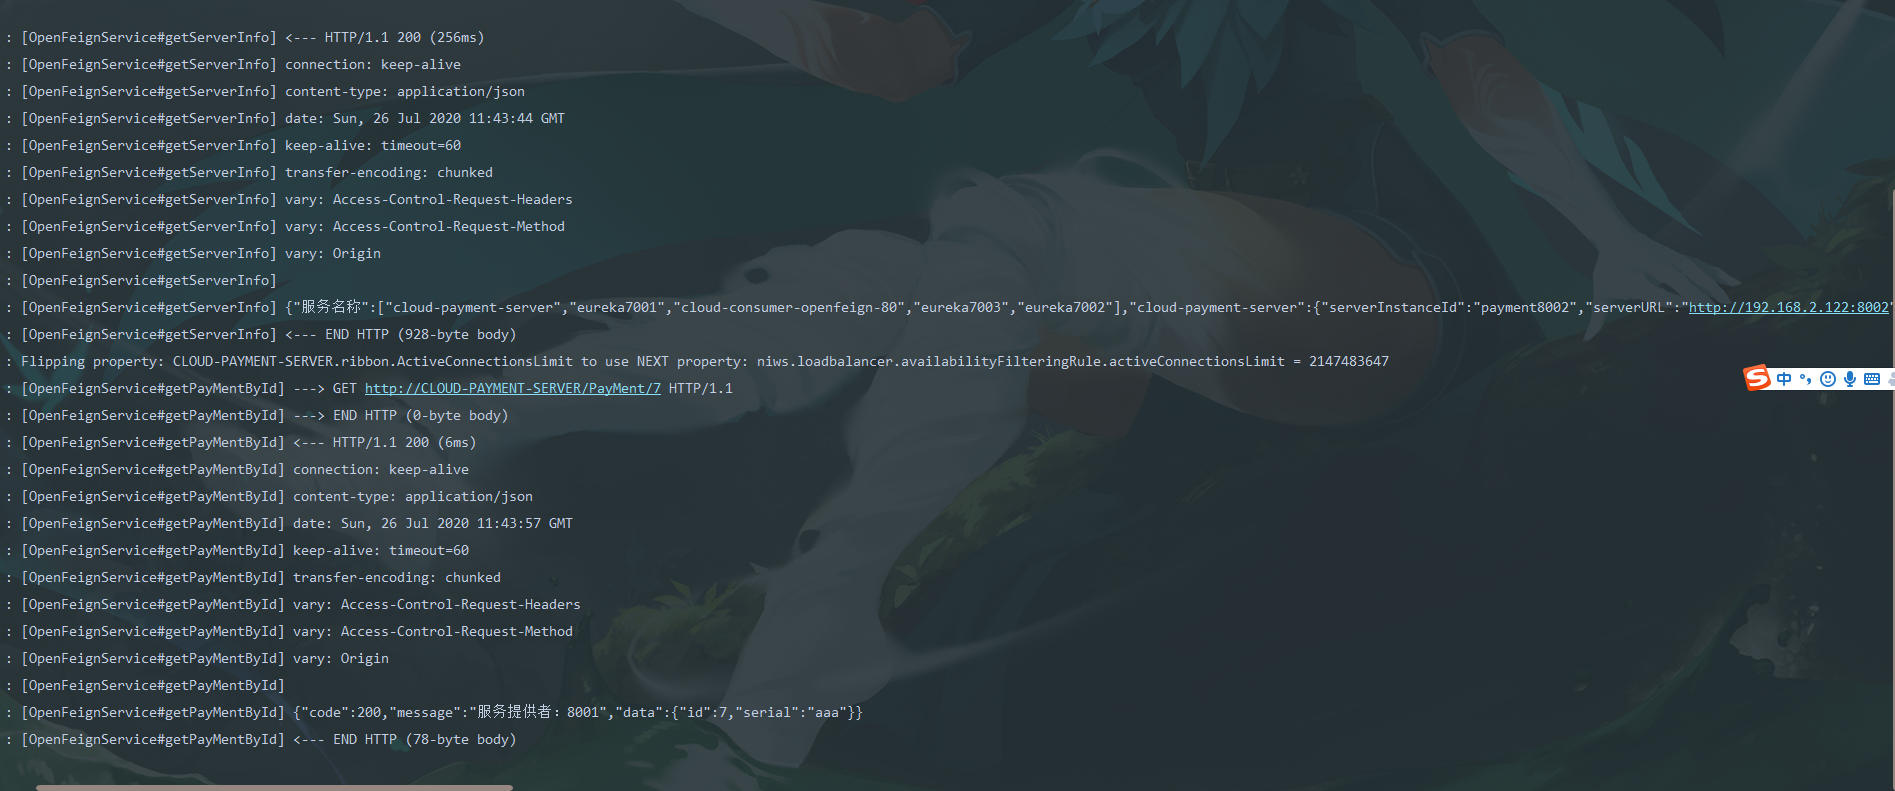 : [OpenFeignService#getServerInfo] <--- HTTP/1.1 200 (256ms)
: [OpenFeignService#getServerInfo] connection: keep-alive
: [OpenFeignService#getServerInfo] content-type: application/json
: [OpenFeignService#getServerInfo] date: Sun, 26 Jul 2020 11:43:44 GMT
: [OpenFeignService#getServerInfo] keep-alive: timeout=60
: [OpenFeignService#getServerInfo] transfer-encoding: chunked
: [OpenFeignService#getServerInfo] vary: Access-Control-Request-Headers
: [OpenFeignService#getServerInfo] vary: Access-Control-Request-Method
: [OpenFeignService#getServerInfo] vary: Origin
: [OpenFeignService#getServerInfo]
: [OpenFeignService#getServerInfo] {"服务名称":["cloud-payment-server","eureka7001","cloud-consumer-openfeign-80","eureka7003","eureka7002"],"cloud-payment-server":{"serverInstanceId":"payment8002","serverURL":"http://192.168.2.122:8002"
: [OpenFeignService#getServerInfo] <--- END HTTP (928-byte body)
: Flipping property: CLOUD-PAYMENT-SERVER.ribbon.ActiveConnectionsLimit to use NEXT property: niws.loadbalancer.availabilityFilteringRule.activeConnectionsLimit = 2147483647
: [OpenFeignService#getPayMentById] ---> GET http://CLOUD-PAYMENT-SERVER/PayMent/7 HTTP/1.1
: [OpenFeignService#getPayMentById] ---> END HTTP (0-byte body)
: [OpenFeignService#getPayMentById] <--- HTTP/1.1 200 (6ms)
: [OpenFeignService#getPayMentById] connection: keep-alive
: [OpenFeignService#getPayMentById] content-type: application/json
: [OpenFeignService#getPayMentById] date: Sun, 26 Jul 2020 11:43:57 GMT
: [OpenFeignService#getPayMentById] keep-alive: timeout=60
: [OpenFeignService#getPayMentById] transfer-encoding: chunked
: [OpenFeignService#getPayMentById] vary: Access-Control-Request-Headers
: [OpenFeignService#getPayMentById] vary: Access-Control-Request-Method
: [OpenFeignService#getPayMentById] vary: Origin
: [OpenFeignService#getPayMentById]
: [OpenFeignService#getPayMentById] {"code":200,"message":"服务提供者：8001","data":{"id":7,"serial":"aaa"}}
: [OpenFeignService#getPayMentById] <--- END HTTP (78-byte body)
S 中